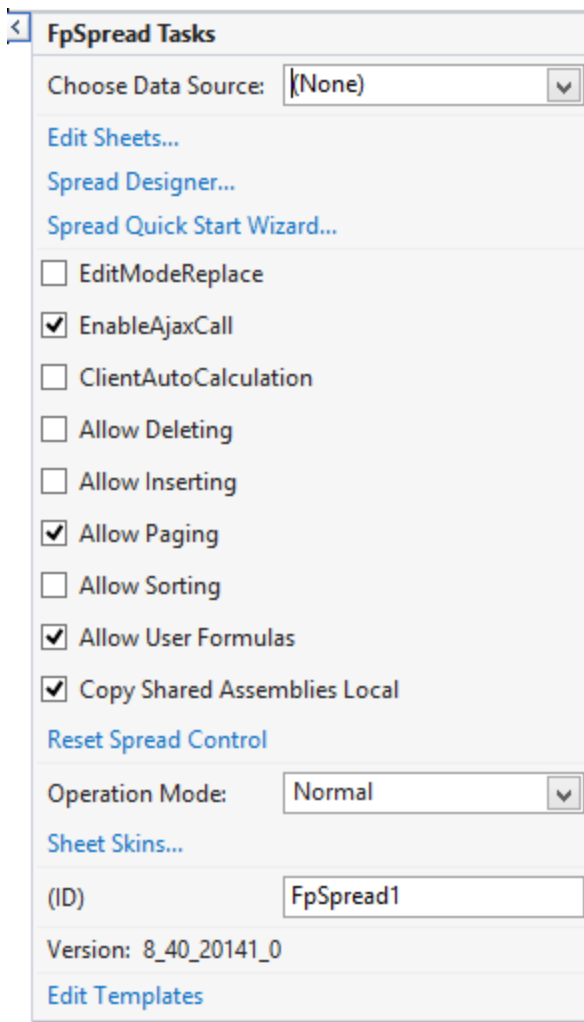 FpSpread Tasks
Choose Data Source: (None)
Edit Sheets...
Spread Designer...
Spread Quick Start Wizard...
EditModeReplace
EnableAjaxCall
ClientAutoCalculation
Allow Deleting
Allow Inserting
Allow Paging
Allow Sorting
Allow User Formulas
Copy Shared Assemblies Local
Reset Spread Control
Operation Mode: Normal
Sheet Skins...
(ID) FpSpread1
Version: 8_40_20141_0
Edit Templates